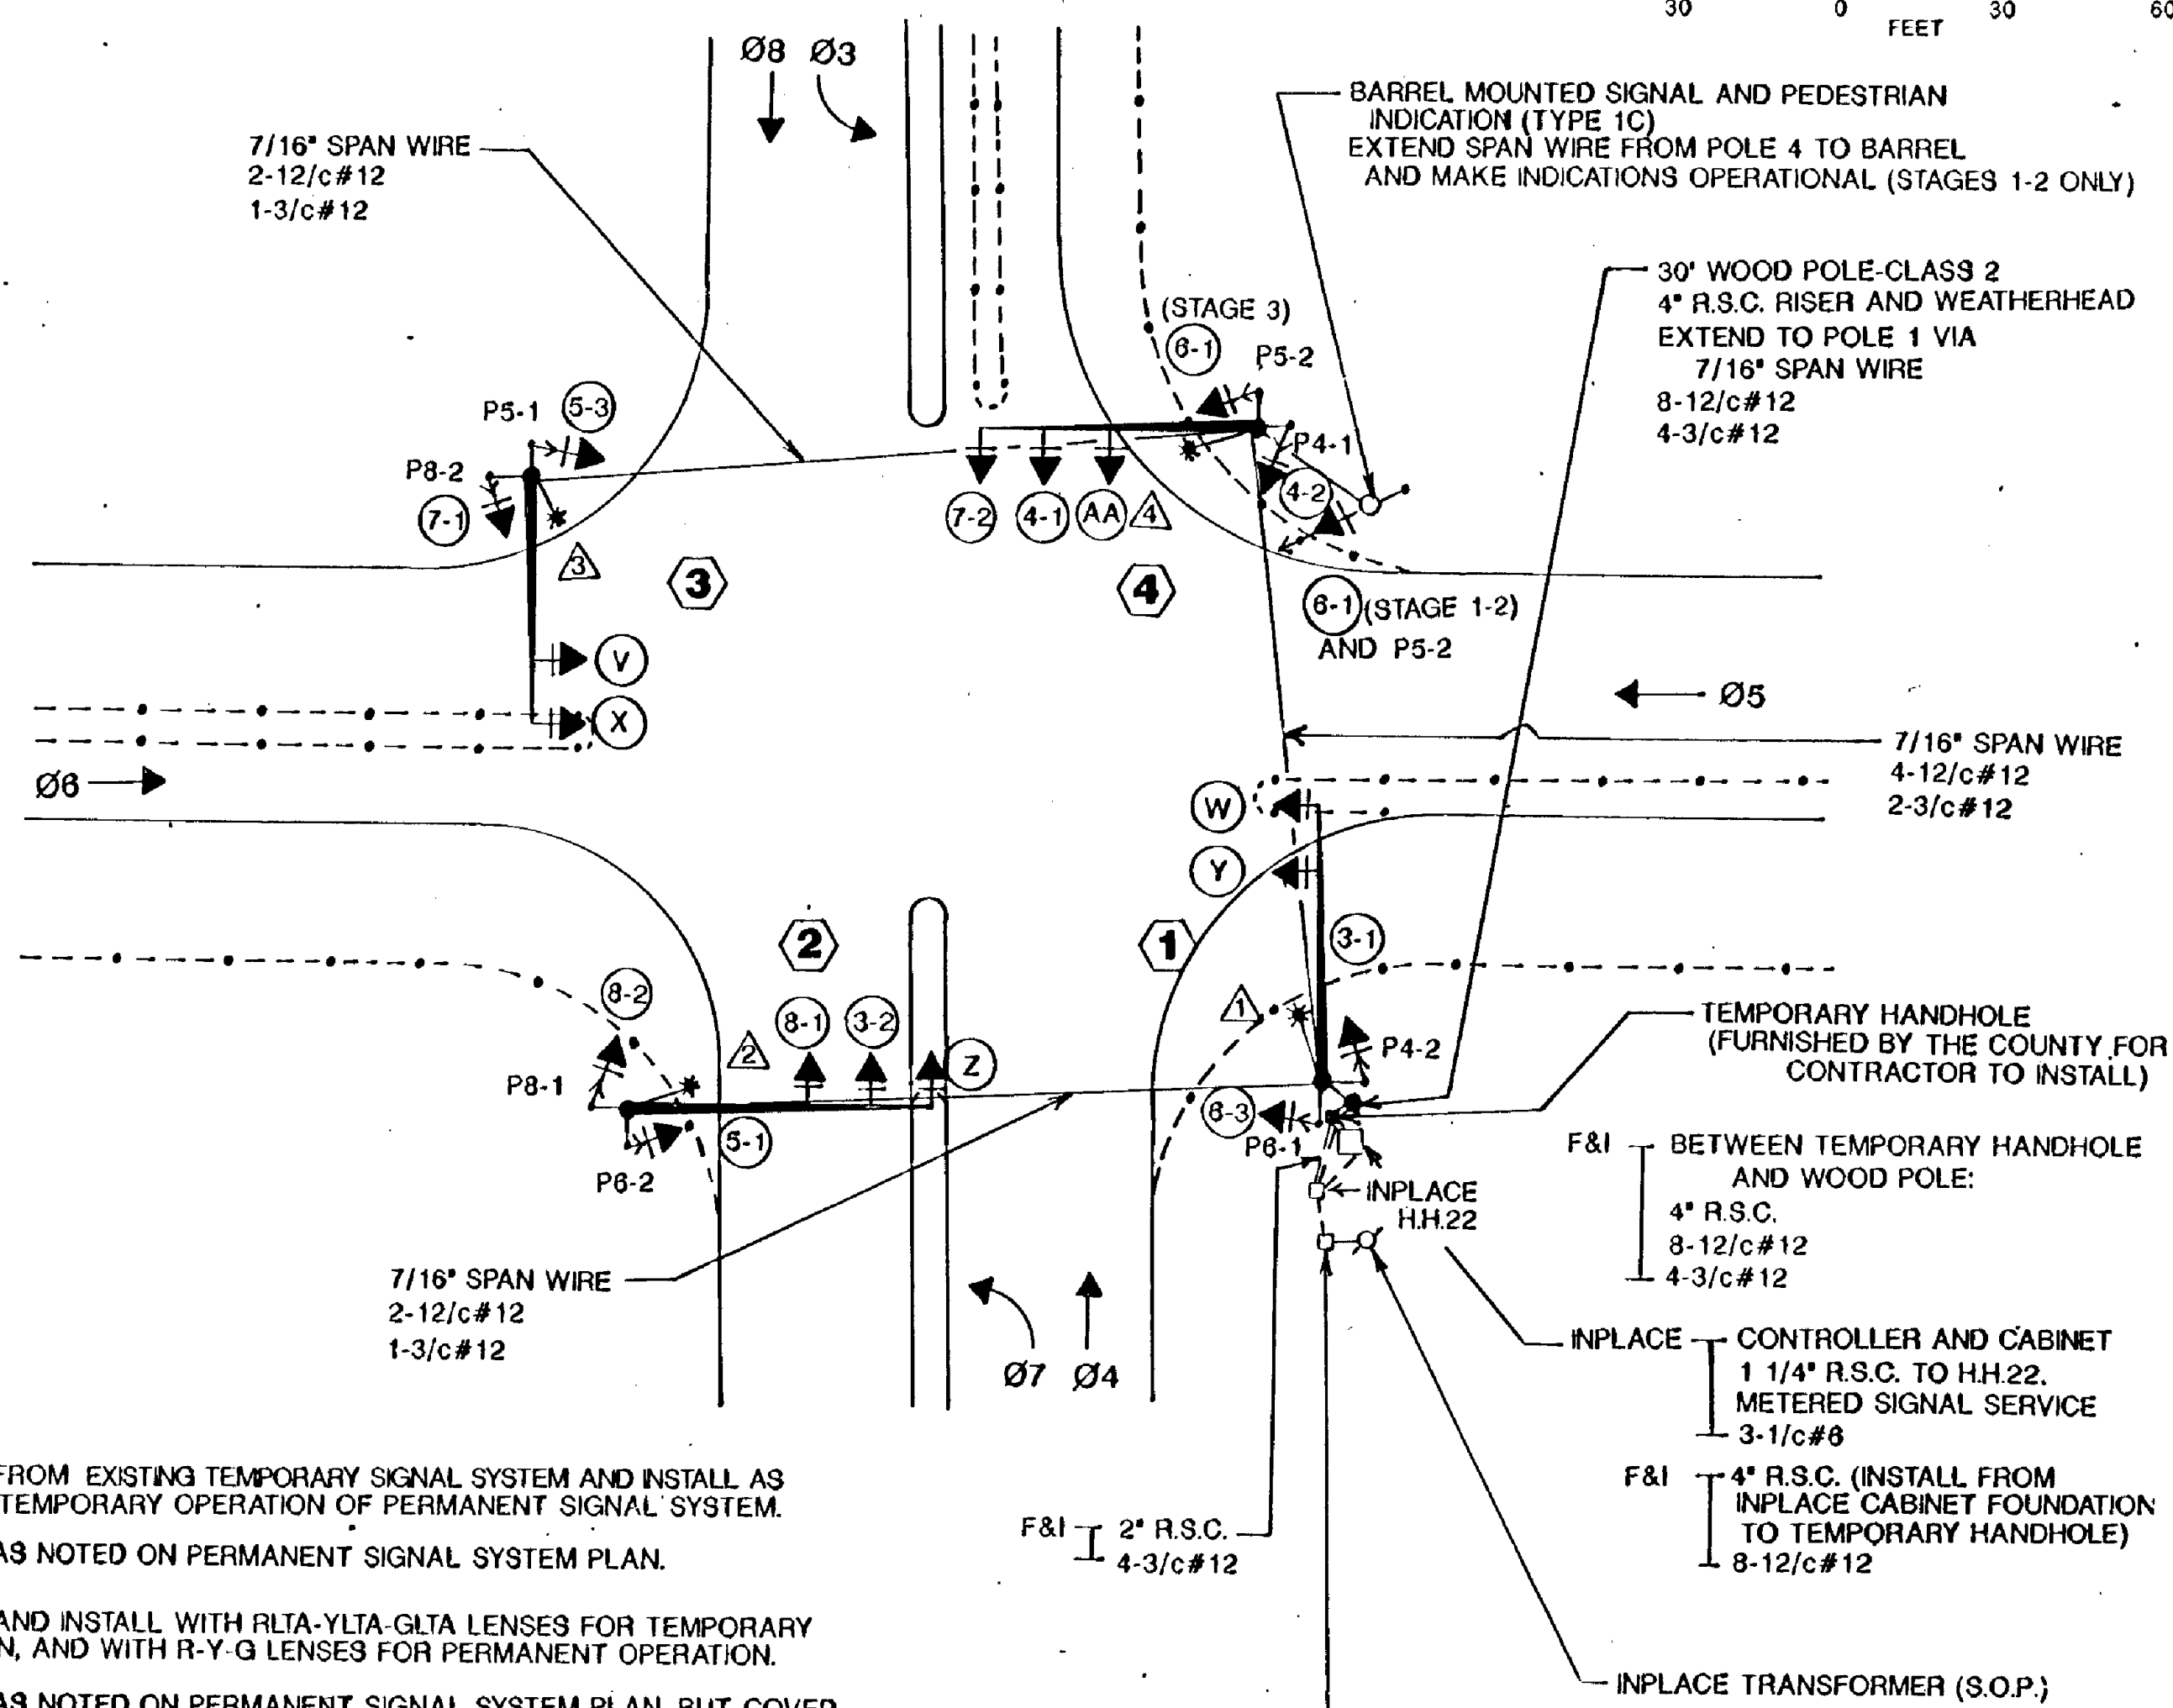 30 0 30 60
FEET
Ø8 Ø3
BARREL MOUNTED SIGNAL AND PEDESTRIAN
INDICATION (TYPE 1C)
EXTEND SPAN WIRE FROM POLE 4 TO BARREL
AND MAKE INDICATIONS OPERATIONAL (STAGES 1-2 ONLY)
7/16" SPAN WIRE
2-12/c#12
1-3/c#12
30' WOOD POLE-CLASS 2
4" R.S.C. RISER AND WEATHERHEAD
EXTEND TO POLE 1 VIA
7/16" SPAN WIRE
8-12/c#12
4-3/c#12
(STAGE 3)
6-1
P5-2
P5-1
5-3
P8-2
7-1
P4-1
4-2
7-2
4-1
AA
4
3
3
4
6-1 (STAGE 1-2)
AND P5-2
V
X
Ø5
Ø6
7/16" SPAN WIRE
4-12/c#12
2-3/c#12
W
Y
2
1
3-1
8-2
8-1
3-2
Z
2
1
P4-2
P8-1
6-3
P6-1
5-1
P6-2
TEMPORARY HANDHOLE
(FURNISHED BY THE COUNTY FOR
CONTRACTOR TO INSTALL)
F&I BETWEEN TEMPORARY HANDHOLE
AND WOOD POLE:
4" R.S.C.
8-12/c#12
4-3/c#12
INPLACE
H.H.22
7/16" SPAN WIRE
2-12/c#12
1-3/c#12
Ø7 Ø4
INPLACE CONTROLLER AND CABINET
1 1/4" R.S.C. TO H.H.22.
METERED SIGNAL SERVICE
3-1/c#6
F&I 4" R.S.C. (INSTALL FROM
INPLACE CABINET FOUNDATION
TO TEMPORARY HANDHOLE)
8-12/c#12
F&I 2" R.S.C.
4-3/c#12
INPLACE TRANSFORMER (S.O.P.)
FROM EXISTING TEMPORARY SIGNAL SYSTEM AND INSTALL AS
TEMPORARY OPERATION OF PERMANENT SIGNAL SYSTEM.
AS NOTED ON PERMANENT SIGNAL SYSTEM PLAN.
AND INSTALL WITH RLTA-YLTA-GLTA LENSES FOR TEMPORARY
N, AND WITH R-Y-G LENSES FOR PERMANENT OPERATION.
AS NOTED ON PERMANENT SIGNAL SYSTEM PLAN, BUT COVER